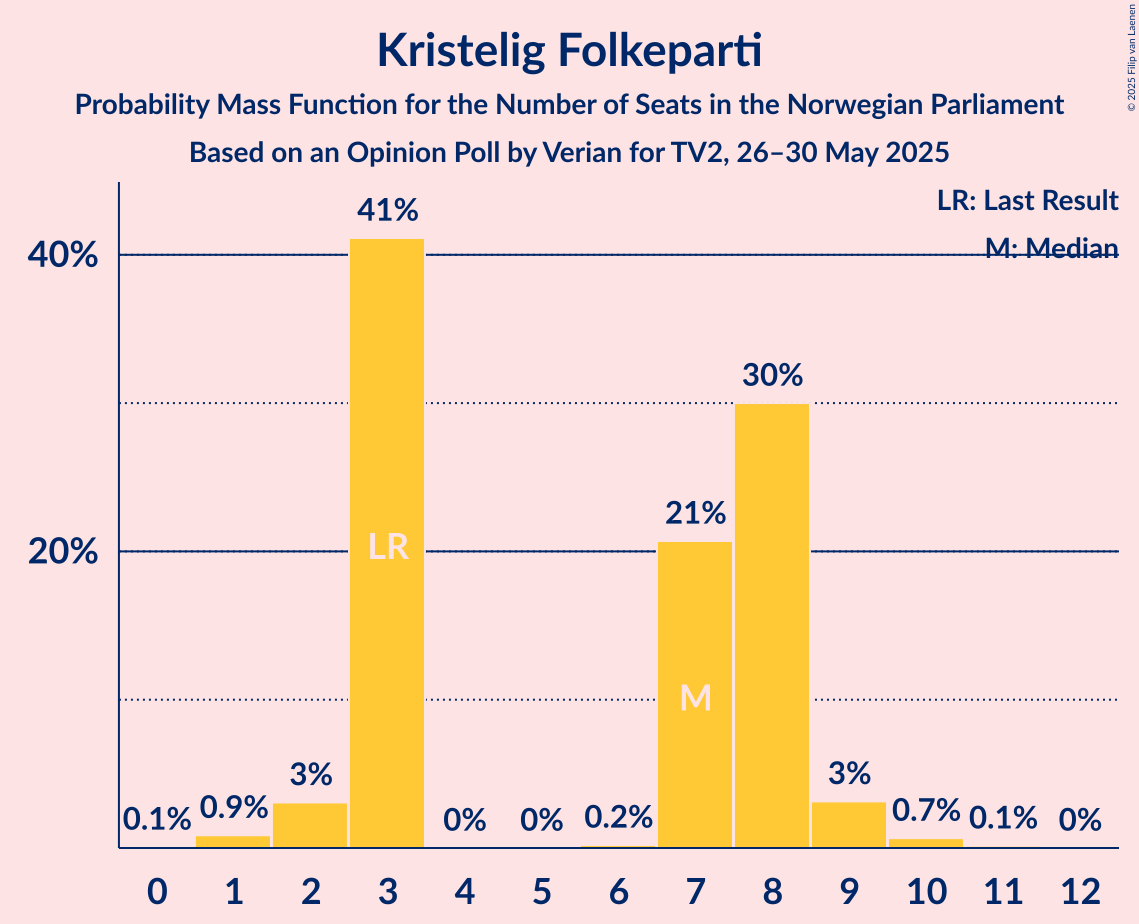 Kristelig Folkeparti
Probability Mass Function for the Number of Seats in the Norwegian Parliament
Based on an Opinion Poll by Verian for TV2, 26–30 May 2025
© 2025 Filip van Laenen
LR: Last Result
M: Median
41%
40%
30%
21%
20%
LR
M
0.1% 0.9% 3% 0% 0% 0.2% 3% 0.7% 0.1% 0%
0 1 2 3 4 5 6 7 8 9 10 11 12